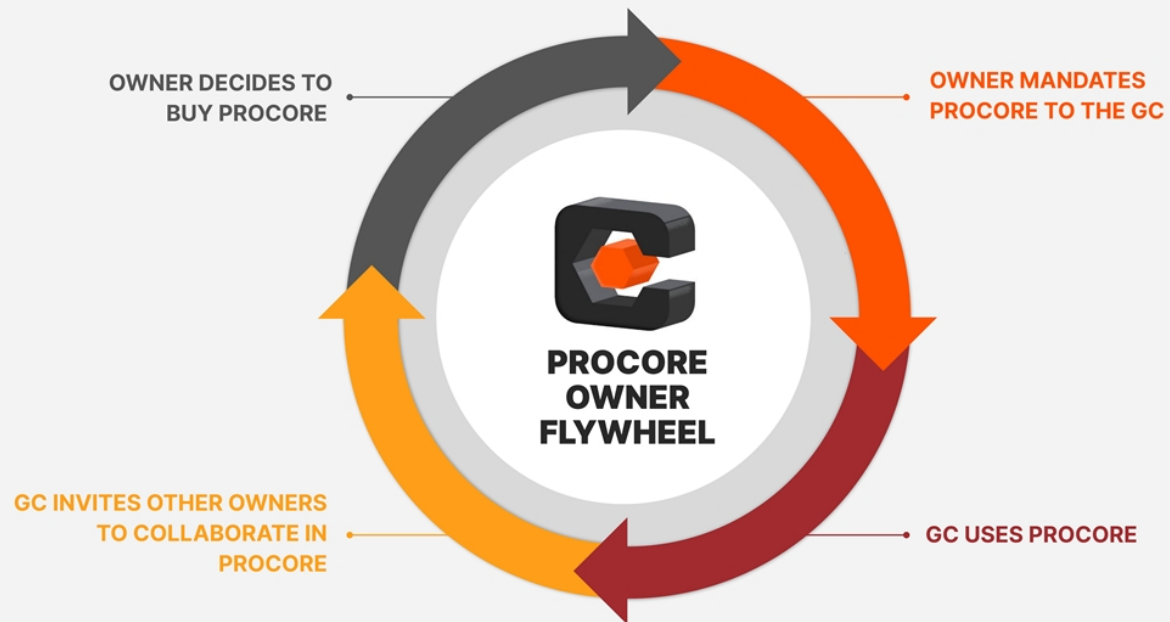 OWNER DECIDES TO
BUY PROCORE
OWNER MANDATES
PROCORE TO THE GC
PROCORE
OWNER
FLYWHEEL
GC INVITES OTHER OWNERS
TO COLLABORATE IN
PROCORE
GC USES PROCORE